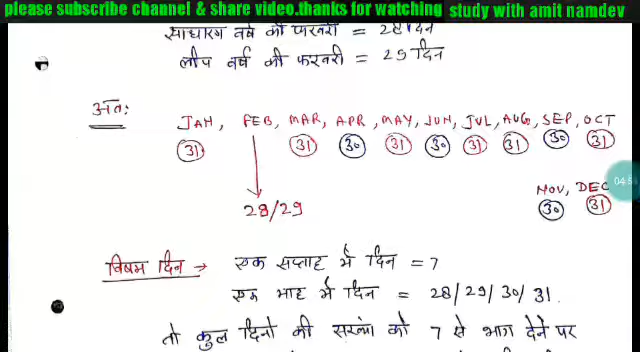 please subscribe channel & share video.thanks for watching study with amit namdev
साधारण वर्ष की फरवरी = 28 दिन
लीप वर्ष की फरवरी = 29 दिन
अतः
JAN, FEB, MAR, APR, MAY, JUN, JUL, AUG, SEP, OCT
31 31 30 31 30 31 31 30 31
28/29
NOV, DEC
30 31
विषम दिन → एक सप्ताह में दिन = 7
एक माह में दिन = 28/29/30/31.
तो कुल दिनों की संख्या को 7 से भाग देने पर